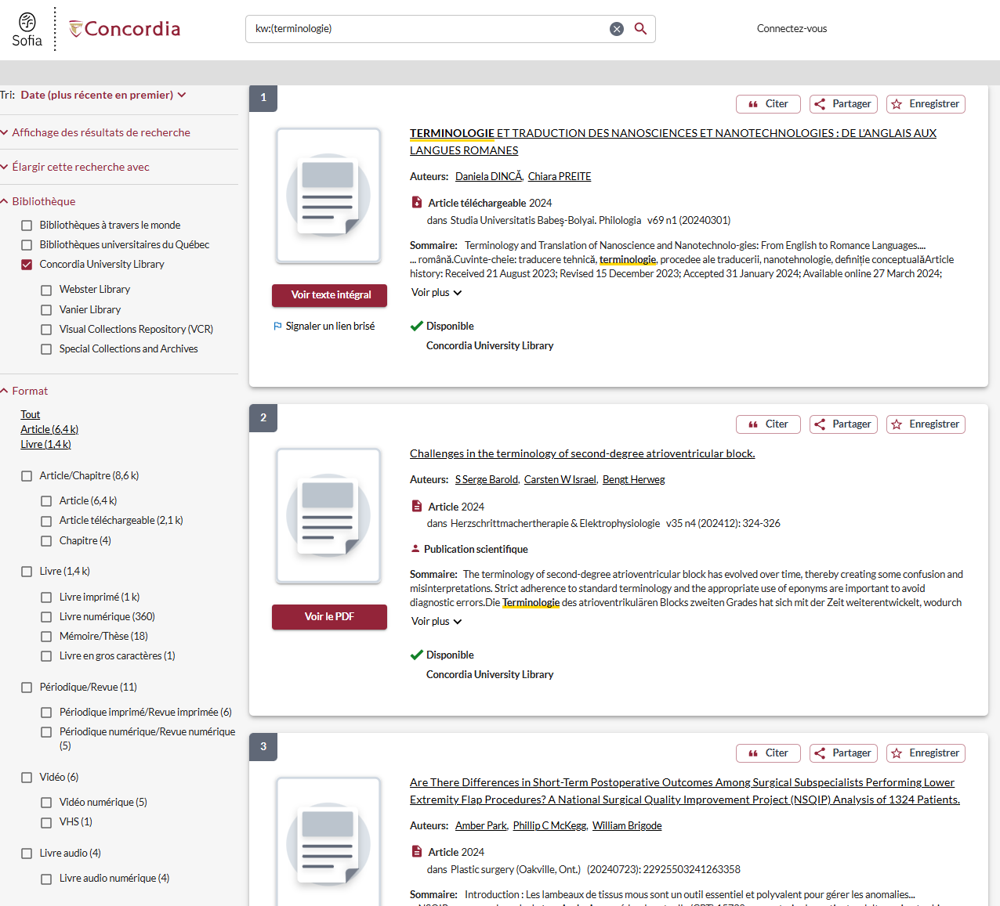 Sofia
Concordia
kw:(terminologie)
Connectez-vous
Tri: Date (plus récente en premier)
Affichage des résultats de recherche
Élargir cette recherche avec
Bibliothèque
Bibliothèques à travers le monde
Bibliothèques universitaires du Québec
Concordia University Library
Webster Library
Vanier Library
Visual Collections Repository (VCR)
Special Collections and Archives
Format
Tout
Article (6,4 k)
Livre (1,4 k)
Article/Chapitre (8,6 k)
Article (6,4 k)
Article téléchargeable (2,1 k)
Chapitre (4)
Livre (1,4 k)
Livre imprimé (1 k)
Livre numérique (360)
Mémoire/Thèse (18)
Livre en gros caractères (1)
Périodique/Revue (11)
Périodique imprimé/Revue imprimée (6)
Périodique numérique/Revue numérique
(5)
Vidéo (6)
Vidéo numérique (5)
VHS (1)
Livre audio (4)
Livre audio numérique (4)
1
Citer
Partager
Enregistrer
TERMINOLOGIE ET TRADUCTION DES NANOSCIENCES ET NANOTECHNOLOGIES : DE L'ANGLAIS AUX
LANGUES ROMANES
Auteurs: Daniela DINCĂ, Chiara PREITE
Article téléchargeable 2024
dans Studia Universitatis Babeş-Bolyai. Philologia v69 n1 (20240301)
Sommaire: Terminology and Translation of Nanoscience and Nanotechnolo-gies: From English to Romance Languages....
... română.Cuvinte-cheie: traducere tehnică, terminologie, procedee ale traducerii, nanotehnologie, definiție conceptualăArticle
history: Received 21 August 2023; Revised 15 December 2023; Accepted 31 January 2024; Available online 27 March 2024;
Voir plus
Voir texte intégral
Signaler un lien brisé
Disponible
Concordia University Library
2
Citer
Partager
Enregistrer
Challenges in the terminology of second-degree atrioventricular block.
Auteurs: S Serge Barold, Carsten W Israel, Bengt Herweg
Article 2024
dans Herzschrittmachertherapie & Elektrophysiologie v35 n4 (202412): 324-326
Publication scientifique
Sommaire: The terminology of second-degree atrioventricular block has evolved over time, thereby creating some confusion and
misinterpretations. Strict adherence to standard terminology and the appropriate use of eponyms are important to avoid
diagnostic errors.Die Terminologie des atrioventrikulären Blocks zweiten Grades hat sich mit der Zeit weiterentwickelt, wodurch
Voir plus
Voir le PDF
Disponible
Concordia University Library
3
Citer
Partager
Enregistrer
Are There Differences in Short-Term Postoperative Outcomes Among Surgical Subspecialists Performing Lower
Extremity Flap Procedures? A National Surgical Quality Improvement Project (NSQIP) Analysis of 1324 Patients.
Auteurs: Amber Park, Phillip C McKegg, William Brigode
Article 2024
dans Plastic surgery (Oakville, Ont.) (20240723): 22925503241263358
Sommaire: Introduction : Les lambeaux de tissus mous sont un outil essentiel et polyvalent pour gérer les anomalies...